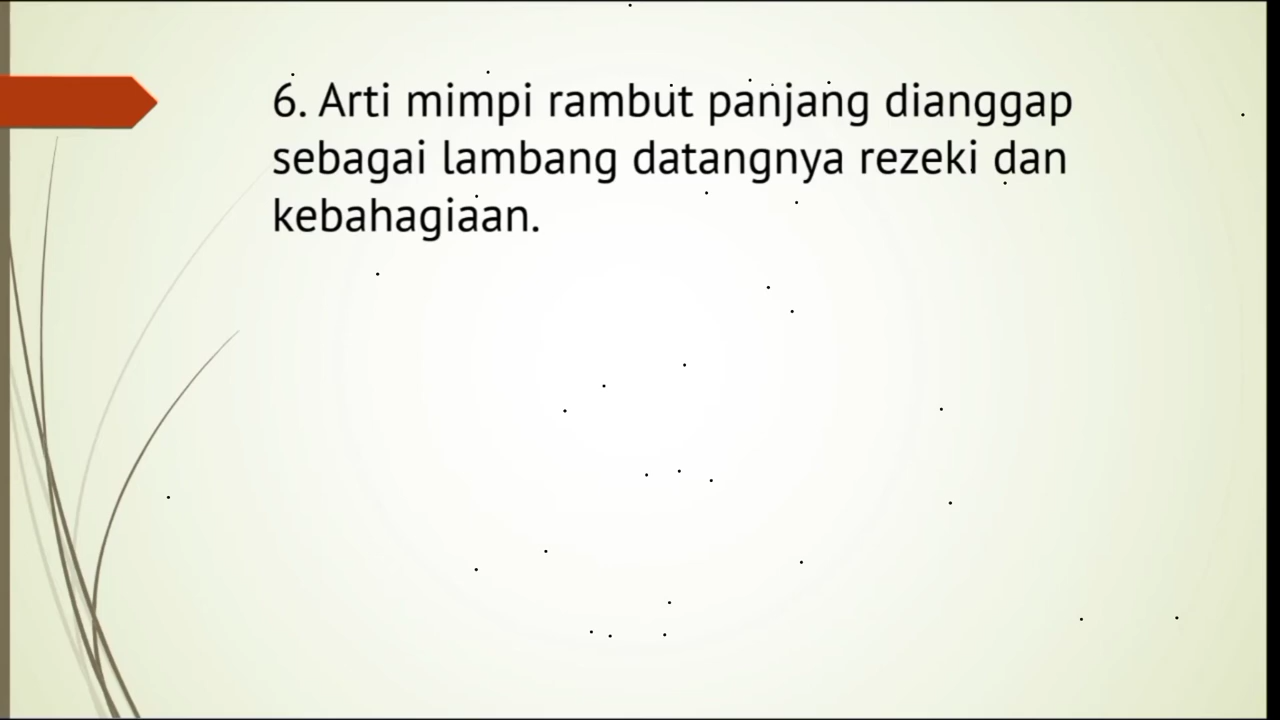 6. Arti mimpi rambut panjang dianggap
sebagai lambang datangnya rezeki dan
kebahagiaan.